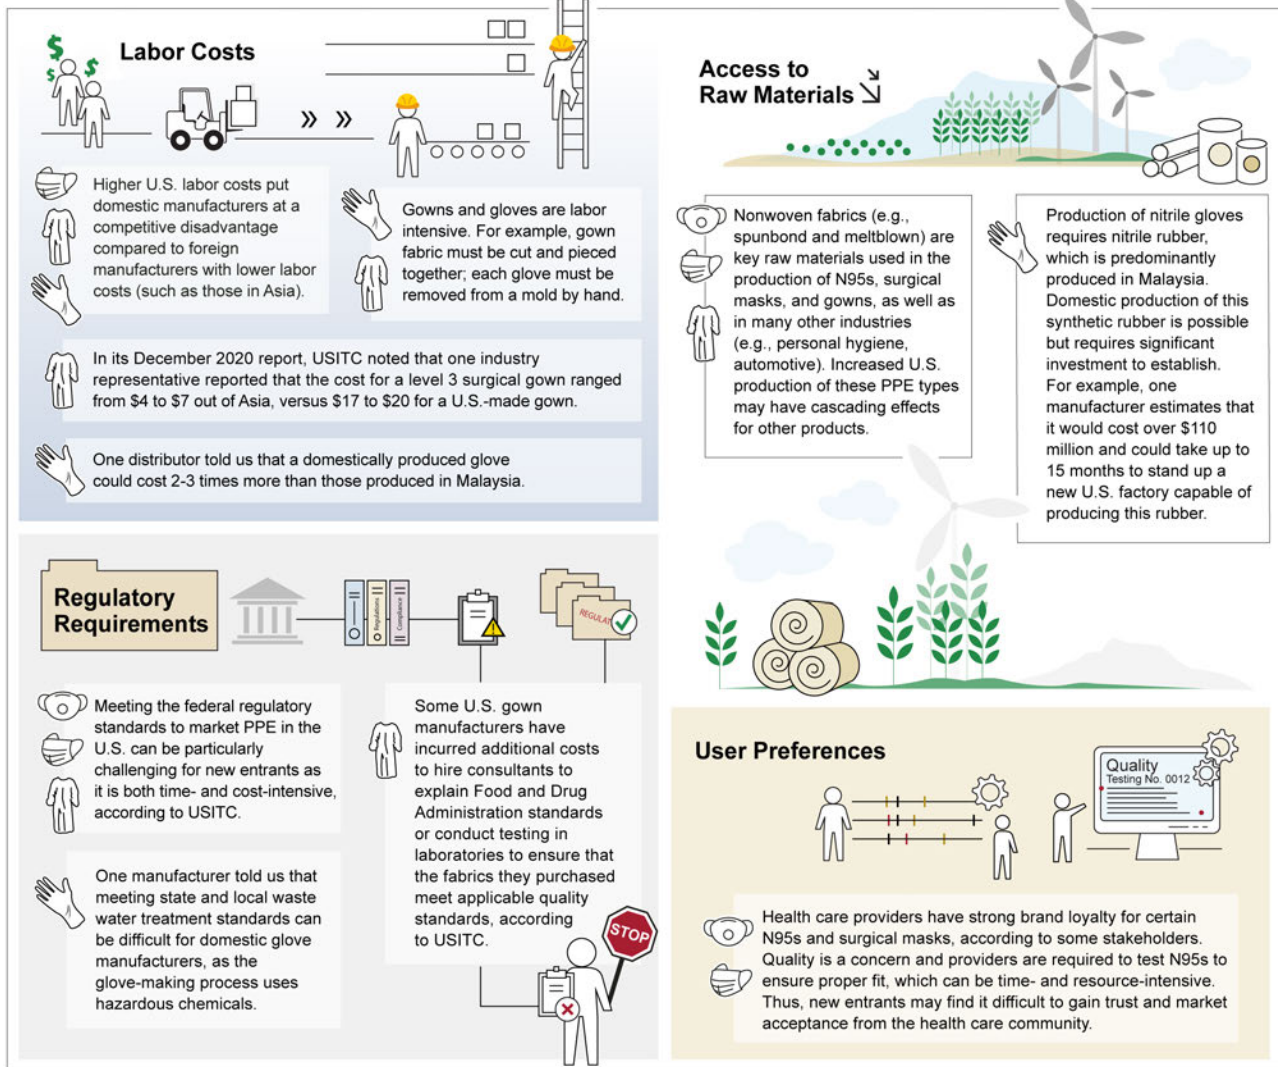 Labor Costs
Higher U.S. labor costs put
domestic manufacturers at a
competitive disadvantage
compared to foreign
manufacturers with lower labor
costs (such as those in Asia).
Gowns and gloves are labor
intensive. For example, gown
fabric must be cut and pieced
together; each glove must be
removed from a mold by hand.
In its December 2020 report, USITC noted that one industry
representative reported that the cost for a level 3 surgical gown ranged
from $4 to $7 out of Asia, versus $17 to $20 for a U.S.-made gown.
One distributor told us that a domestically produced glove
could cost 2-3 times more than those produced in Malaysia.
Access to
Raw Materials
Nonwoven fabrics (e.g.,
spunbond and meltblown) are
key raw materials used in the
production of N95s, surgical
masks, and gowns, as well as
in many other industries
(e.g., personal hygiene,
automotive). Increased U.S.
production of these PPE types
may have cascading effects
for other products.
Production of nitrile gloves
requires nitrile rubber,
which is predominantly
produced in Malaysia.
Domestic production of this
synthetic rubber is possible
but requires significant
investment to establish.
For example, one
manufacturer estimates that
it would cost over $110
million and could take up to
15 months to stand up a
new U.S. factory capable of
producing this rubber.
Regulatory
Requirements
Regulations
Compliance
REGULAT
Meeting the federal regulatory
standards to market PPE in the
U.S. can be particularly
challenging for new entrants as
it is both time- and cost-intensive,
according to USITC.
One manufacturer told us that
meeting state and local waste
water treatment standards can
be difficult for domestic glove
manufacturers, as the
glove-making process uses
hazardous chemicals.
Some U.S. gown
manufacturers have
incurred additional costs
to hire consultants to
explain Food and Drug
Administration standards
or conduct testing in
laboratories to ensure that
the fabrics they purchased
meet applicable quality
standards, according
to USITC.
STOP
User Preferences
Quality
Testing No. 0012
Health care providers have strong brand loyalty for certain
N95s and surgical masks, according to some stakeholders.
Quality is a concern and providers are required to test N95s to
ensure proper fit, which can be time- and resource-intensive.
Thus, new entrants may find it difficult to gain trust and market
acceptance from the health care community.